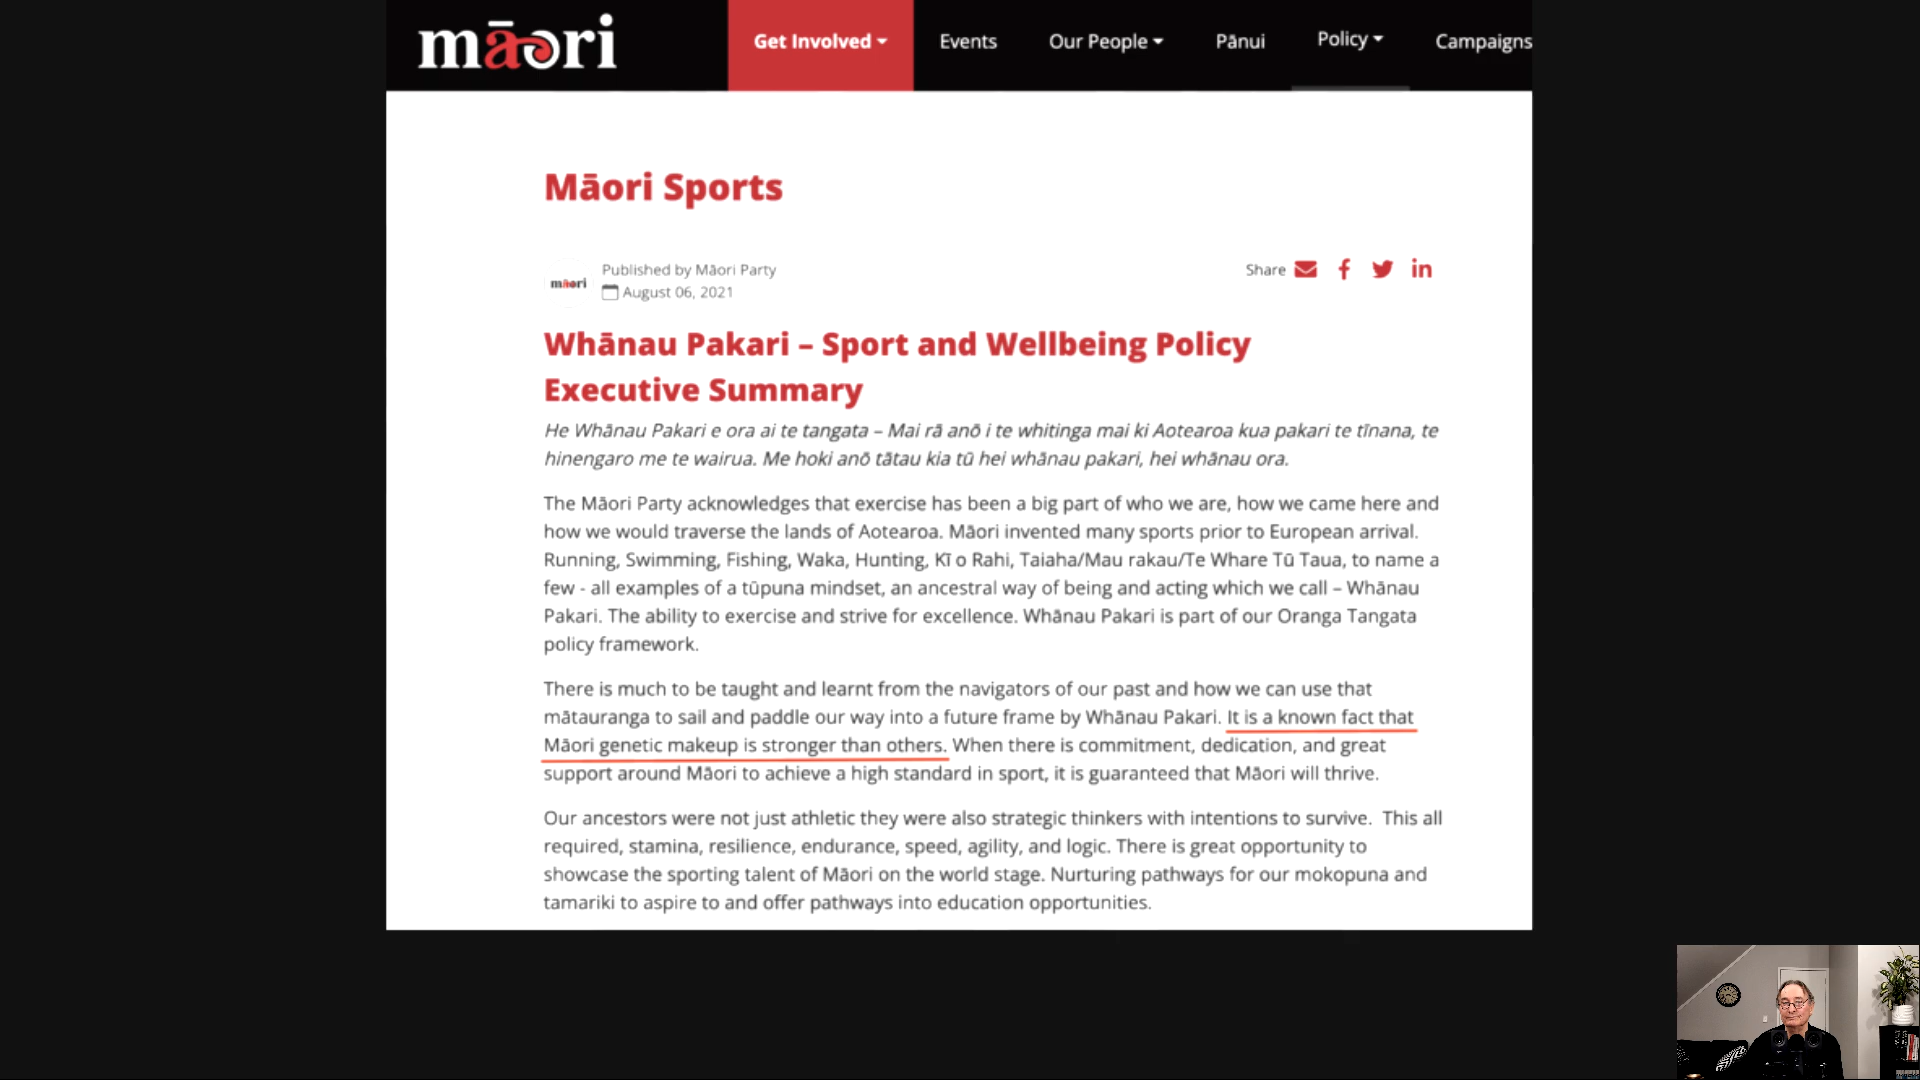 māori
Get Involved
Events
Our People
Pānui
Policy
Campaigns
Māori Sports
māori
Published by Māori Party
August 06, 2021
Share
Whānau Pakari – Sport and Wellbeing Policy
Executive Summary
He Whānau Pakari e ora ai te tangata – Mai rā anō i te whitinga mai ki Aotearoa kua pakari te tīnana, te
hinengaro me te wairua. Me hoki anō tātau kia tū hei whānau pakari, hei whānau ora.
The Māori Party acknowledges that exercise has been a big part of who we are, how we came here and
how we would traverse the lands of Aotearoa. Māori invented many sports prior to European arrival.
Running, Swimming, Fishing, Waka, Hunting, Kī o Rahi, Taiaha/Mau rakau/Te Whare Tū Taua, to name a
few - all examples of a tūpuna mindset, an ancestral way of being and acting which we call – Whānau
Pakari. The ability to exercise and strive for excellence. Whānau Pakari is part of our Oranga Tangata
policy framework.
There is much to be taught and learnt from the navigators of our past and how we can use that
mātauranga to sail and paddle our way into a future frame by Whānau Pakari. It is a known fact that
Māori genetic makeup is stronger than others. When there is commitment, dedication, and great
support around Māori to achieve a high standard in sport, it is guaranteed that Māori will thrive.
Our ancestors were not just athletic they were also strategic thinkers with intentions to survive.  This all
required, stamina, resilience, endurance, speed, agility, and logic. There is great opportunity to
showcase the sporting talent of Māori on the world stage. Nurturing pathways for our mokopuna and
tamariki to aspire to and offer pathways into education opportunities.